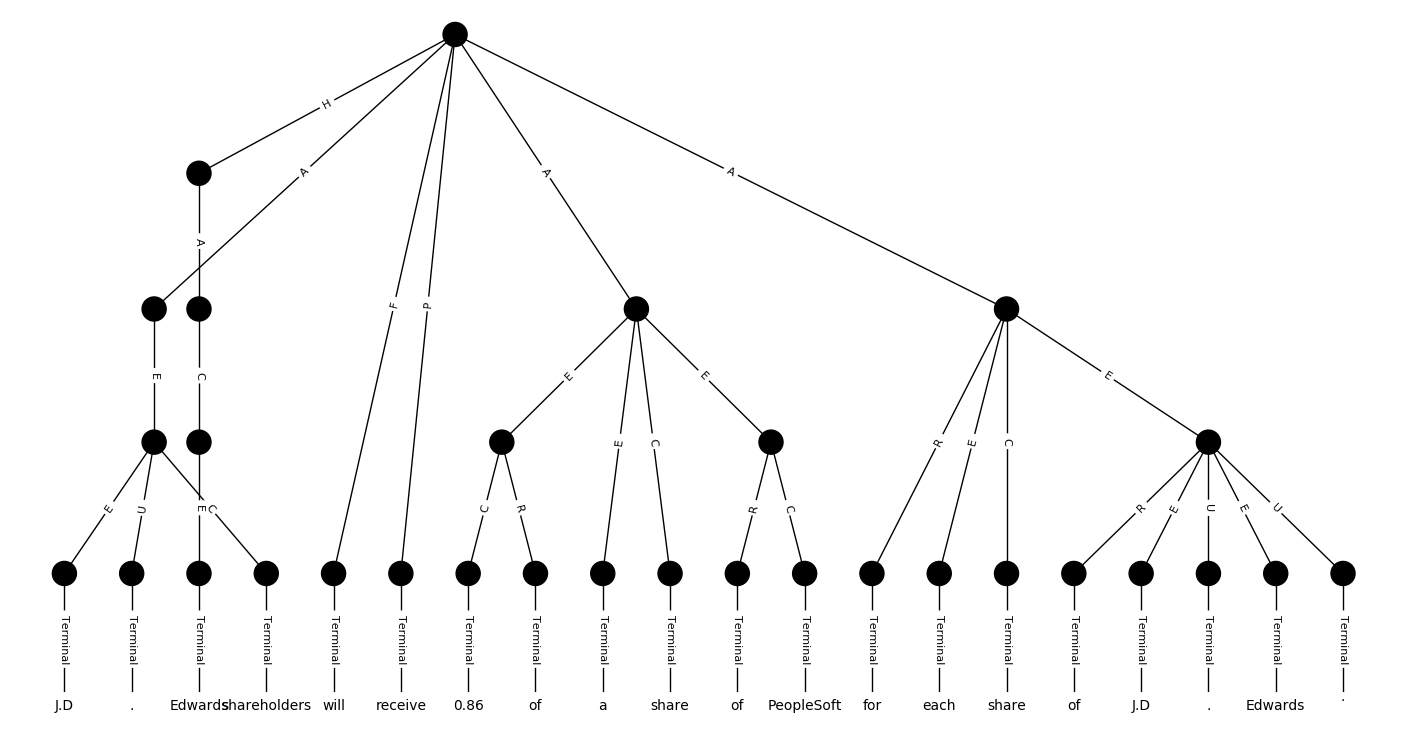 H
A
A
A
A
F
P
E
C
E
E
E
C
E
R
E
C
E
U
E
C
C
R
R
C
R
E
U
E
U
Terminal Terminal Terminal Terminal Terminal Terminal Terminal Terminal Terminal Terminal Terminal Terminal Terminal Terminal Terminal Terminal Terminal Terminal Terminal Terminal
J.D . Edwards shareholders will receive 0.86 of a share of PeopleSoft for each share of J.D . Edwards .